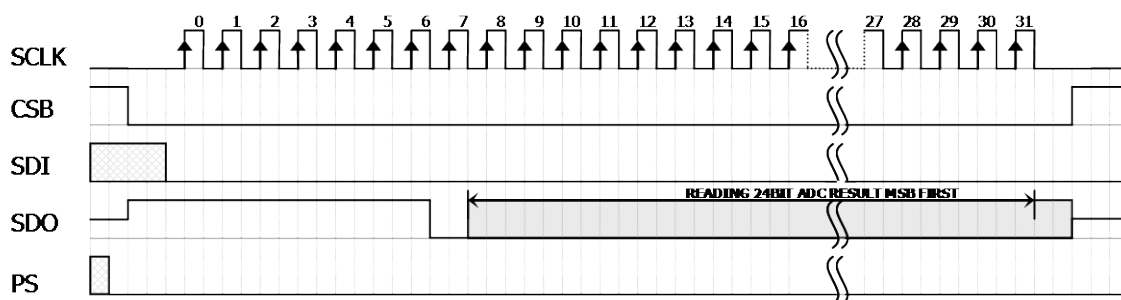 0 1 2 3 4 5 6 7 8 9 10 11 12 13 14 15 16 27 28 29 30 31
SCLK
CSB
SDI
READING 24BIT ADC RESULT MSB FIRST
SDO
PS